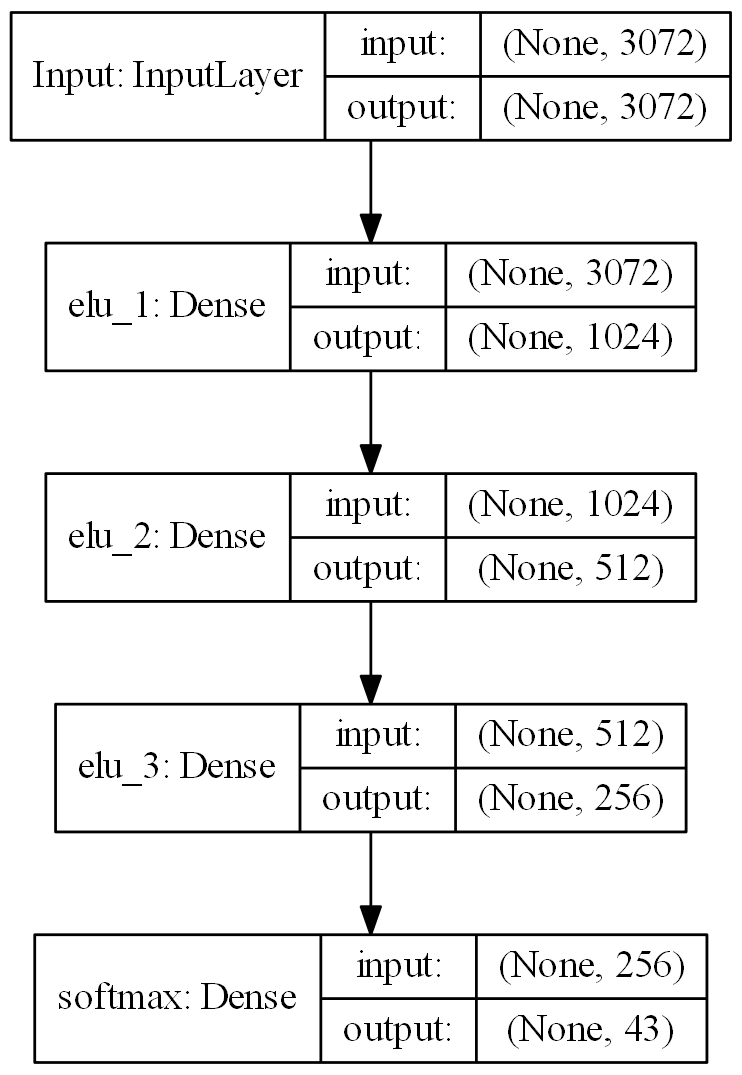 Input: InputLayer
input: (None, 3072)
output: (None, 3072)
elu_1: Dense
input: (None, 3072)
output: (None, 1024)
elu_2: Dense
input: (None, 1024)
output: (None, 512)
elu_3: Dense
input: (None, 512)
output: (None, 256)
softmax: Dense
input: (None, 256)
output: (None, 43)